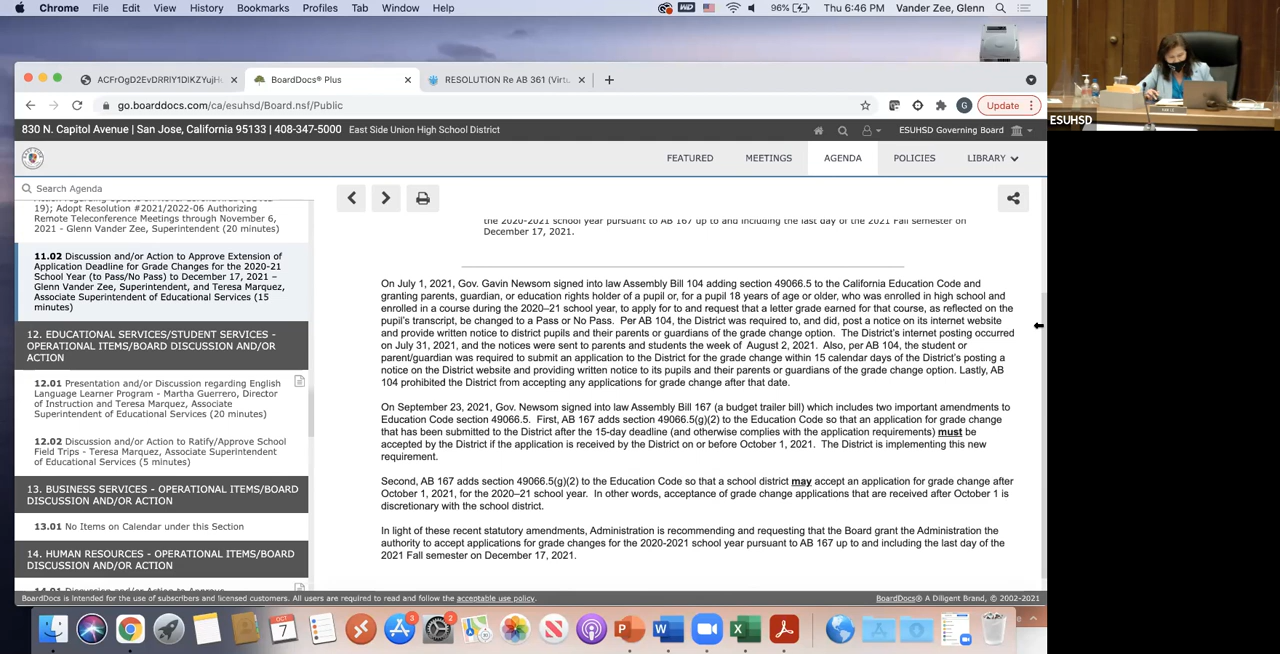 Chrome File Edit View History Bookmarks Profiles Tab Window Help
WD 96% Thu 6:46 PM Vander Zee, Glenn
BoardDocs® Plus RESOLUTION Re AB 361 (Virtu
go.boarddocs.com/ca/esuhsd/Board.nsf/Public
G Update
830 N. Capitol Avenue | San Jose, California 95133 | 408-347-5000 East Side Union High School District
ESUHSD Governing Board
FEATURED MEETINGS AGENDA POLICIES LIBRARY
Search Agenda
19); Adopt Resolution #2021/2022-06 Authorizing
Remote Teleconference Meetings through November 6,
2021 - Glenn Vander Zee, Superintendent (20 minutes)
11.02 Discussion and/or Action to Approve Extension of
Application Deadline for Grade Changes for the 2020-21
School Year (to Pass/No Pass) to December 17, 2021 –
Glenn Vander Zee, Superintendent, and Teresa Marquez,
Associate Superintendent of Educational Services (15
minutes)
12. EDUCATIONAL SERVICES/STUDENT SERVICES -
OPERATIONAL ITEMS/BOARD DISCUSSION AND/OR
ACTION
12.01 Presentation and/or Discussion regarding English
Language Learner Program - Martha Guerrero, Director
of Instruction and Teresa Marquez, Associate
Superintendent of Educational Services (20 minutes)
12.02 Discussion and/or Action to Ratify/Approve School
Field Trips - Teresa Marquez, Associate Superintendent
of Educational Services (5 minutes)
13. BUSINESS SERVICES - OPERATIONAL ITEMS/BOARD
DISCUSSION AND/OR ACTION
13.01 No Items on Calendar under this Section
14. HUMAN RESOURCES - OPERATIONAL ITEMS/BOARD
DISCUSSION AND/OR ACTION
the 2020-2021 school year pursuant to AB 167 up to and including the last day of the 2021 Fall semester on
December 17, 2021.
On July 1, 2021, Gov. Gavin Newsom signed into law Assembly Bill 104 adding section 49066.5 to the California Education Code and
granting parents, guardian, or education rights holder of a pupil or, for a pupil 18 years of age or older, who was enrolled in high school and
enrolled in a course during the 2020–21 school year, to apply for and request that a letter grade earned for that course, as reflected on the
pupil's transcript, be changed to a Pass or No Pass. Per AB 104, the District was required to, and did, post a notice on its internet website
and provide written notice to district pupils and their parents or guardians of the grade change option. The District's internet posting occurred
on July 31, 2021, and the notices were sent to parents and students the week of August 2, 2021. Also, per AB 104, the student or
parent/guardian was required to submit an application to the District for the grade change within 15 calendar days of the District's posting a
notice on the District website and providing written notice to its pupils and their parents or guardians of the grade change option. Lastly, AB
104 prohibited the District from accepting any applications for grade change after that date.
On September 23, 2021, Gov. Newsom signed into law Assembly Bill 167 (a budget trailer bill) which includes two important amendments to
Education Code section 49066.5. First, AB 167 adds section 49066.5(g)(2) to the Education Code so that an application for grade change
that has been submitted to the District after the 15-day deadline (and otherwise complies with the application requirements) must be
accepted by the District if the application is received by the District on or before October 1, 2021. The District is implementing this new
requirement.
Second, AB 167 adds section 49066.5(g)(2) to the Education Code so that a school district may accept an application for grade change after
October 1, 2021, for the 2020–21 school year. In other words, acceptance of grade change applications that are received after October 1 is
discretionary with the school district.
In light of these recent statutory amendments, Administration is recommending and requesting that the Board grant the Administration the
authority to accept applications for grade changes for the 2020-2021 school year pursuant to AB 167 up to and including the last day of the
2021 Fall semester on December 17, 2021.
BoardDocs is intended for the use of subscribers and licensed customers. All users are required to read and follow the acceptable use policy.
BoardDocs® A Diligent Brand, © 2002-2021
OCT
7
3
2
ESUHSD